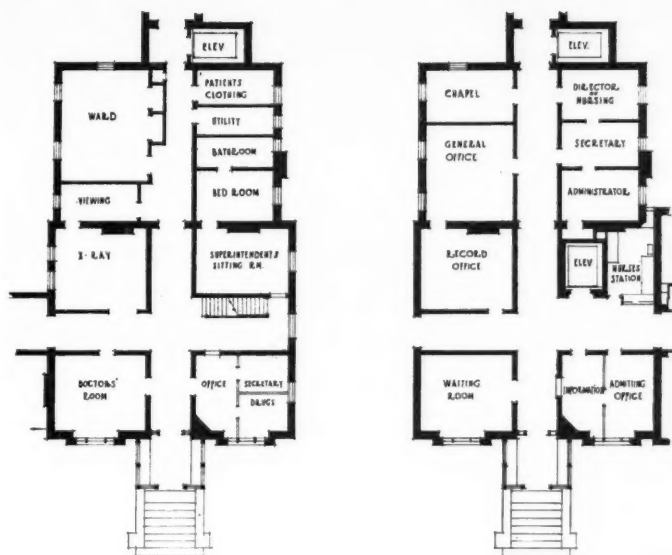 ELEV.
PATIENTS
CLOTHING
WARD
UTILITY
BATHROOM
BED ROOM
VIEWING
X-RAY
SUPERINTENDENT'S
SITTING RM.
DOCTORS'
ROOM
OFFICE
SECRETARY
DRUGS
ELEV.
CHAPEL
DIRECTOR
OF
NURSING
GENERAL
OFFICE
SECRETARY
ADMINISTRATOR
RECORD
OFFICE
ELEV
NURSES
STATION
WAITING
ROOM
INFORMATION
ADMITTING
OFFICE